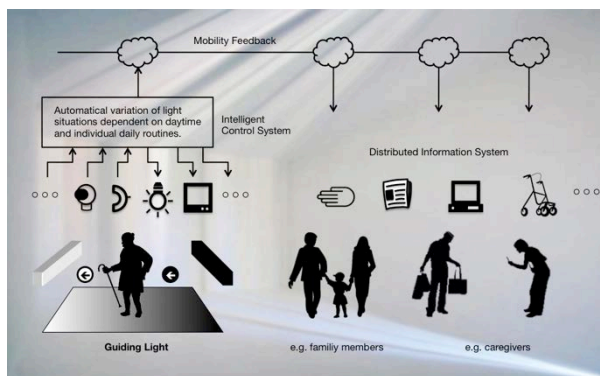 Mobility Feedback
Automatical variation of light
situations dependent on daytime
and individual daily routines.
Intelligent
Control System
Distributed Information System
Guiding Light
e.g. familiy members
e.g. caregivers